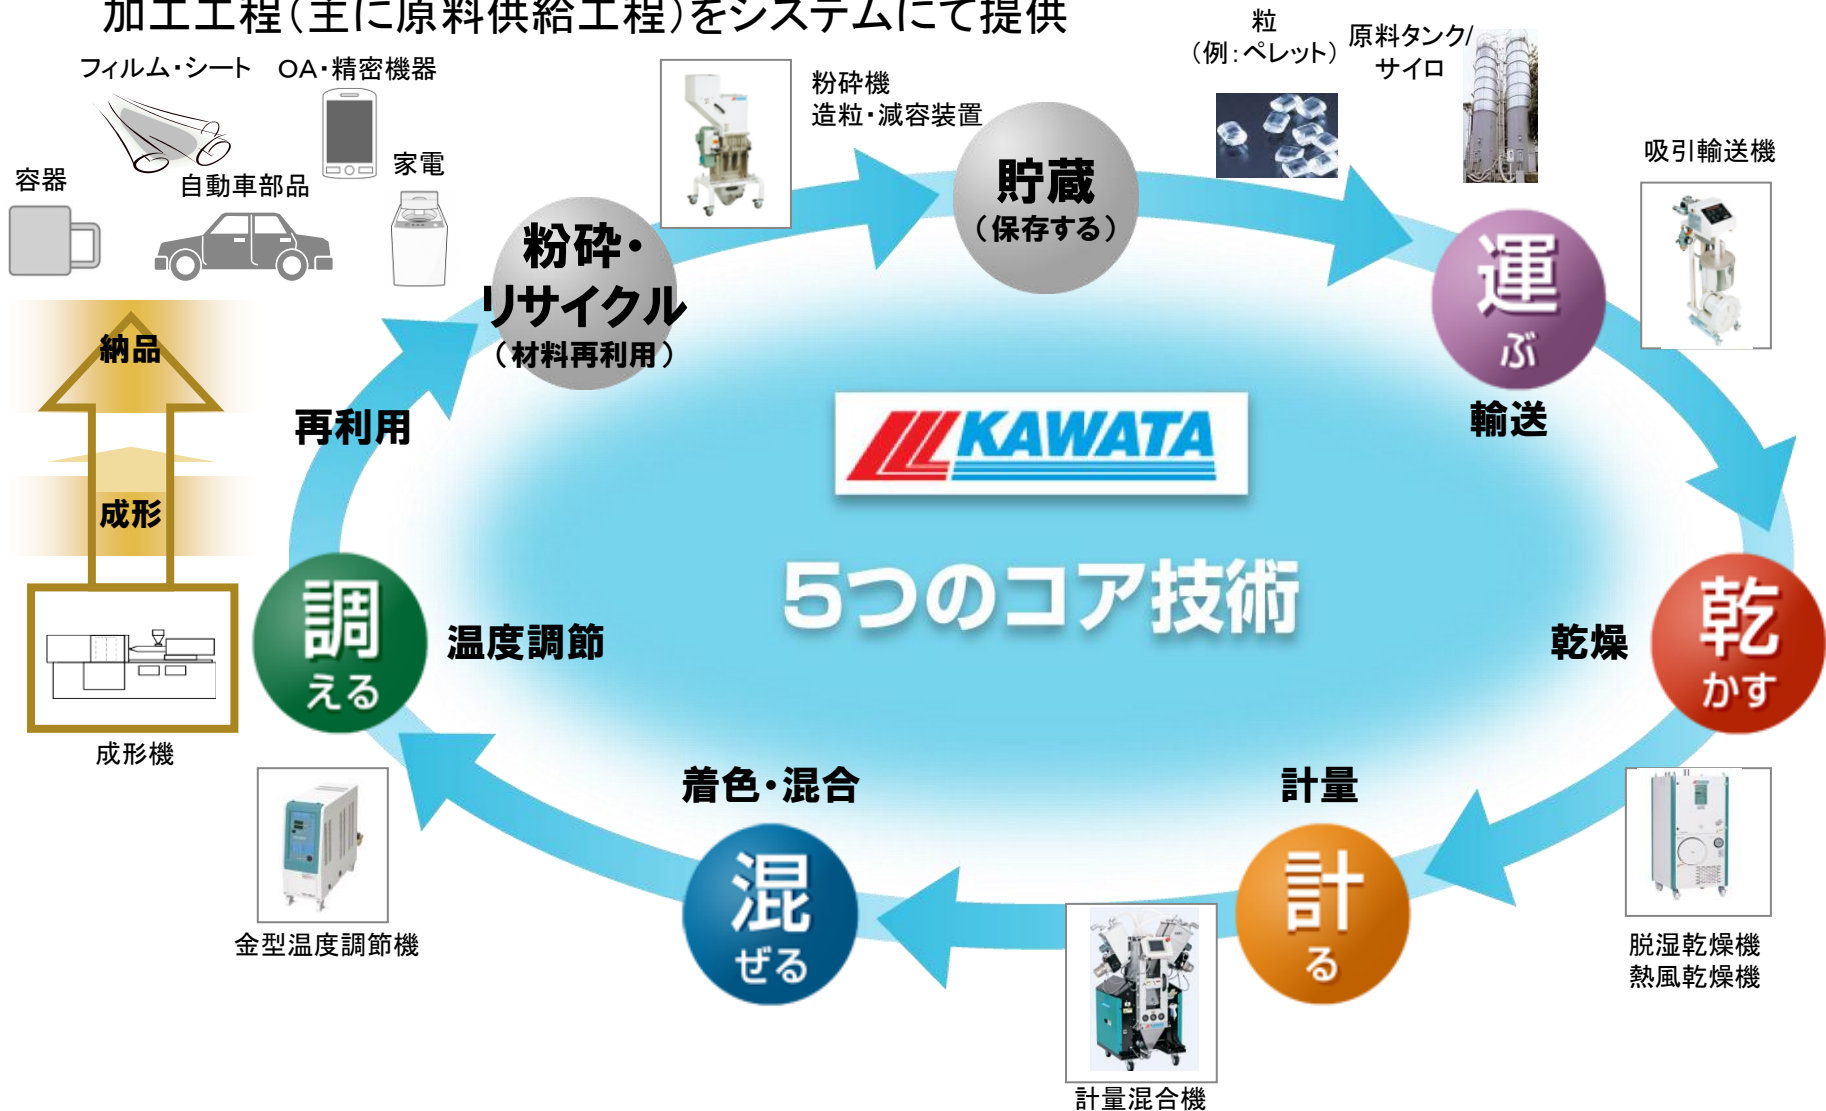 加工工程(主に原料供給工程)をシステムにて提供
フィルム・シート
OA・精密機器
容器
自動車部品
家電
粉砕機
造粒・減容装置
粒
(例:ペレット)
原料タンク/
サイロ
吸引輸送機
貯蔵
(保存する)
粉砕・
リサイクル
(材料再利用)
運
ぶ
輸送
納品
再利用
KAWATA
成形
5つのコア技術
調
える
温度調節
乾燥
乾
かす
成形機
着色・混合
計量
混
ぜる
計
る
金型温度調節機
脱湿乾燥機
熱風乾燥機
KAWATA
計量混合機